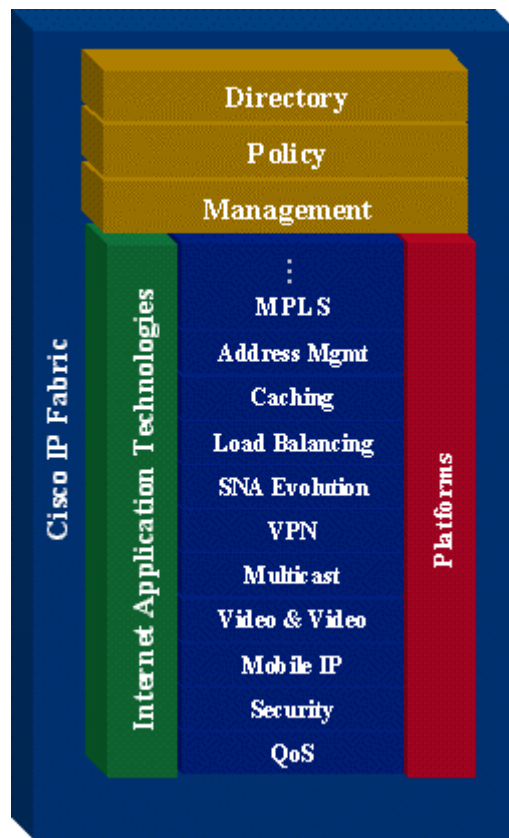 Directory
Policy
Management
Cisco IP Fabric
Internet Application Technologies
⋮
MPLS
Address Mgmt
Caching
Load Balancing
SNA Evolution
VPN
Multicast
Video & Video
Mobile IP
Security
QoS
Platforms